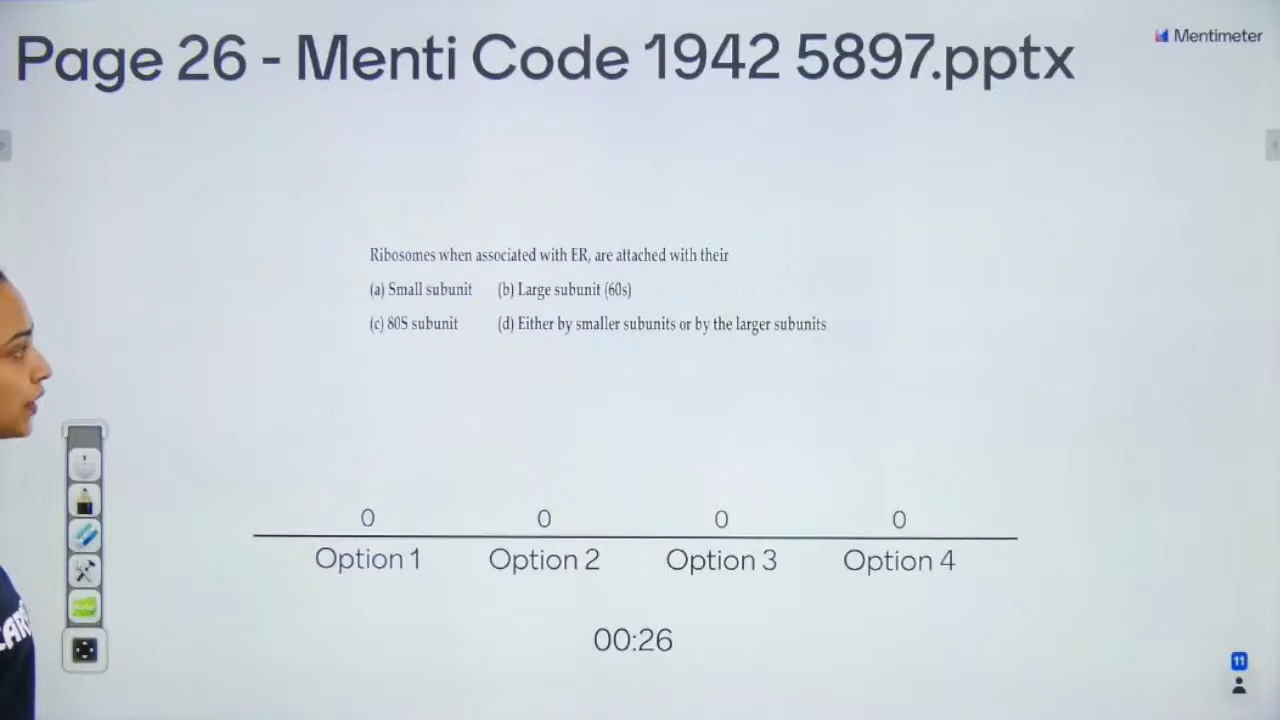 Page 26 - Menti Code 1942 5897.pptx
Mentimeter
Ribosomes when associated with ER, are attached with their
(a) Small subunit (b) Large subunit (60s)
(c) 80S subunit (d) Either by smaller subunits or by the larger subunits
0 0 0 0
Option 1 Option 2 Option 3 Option 4
00:26
11